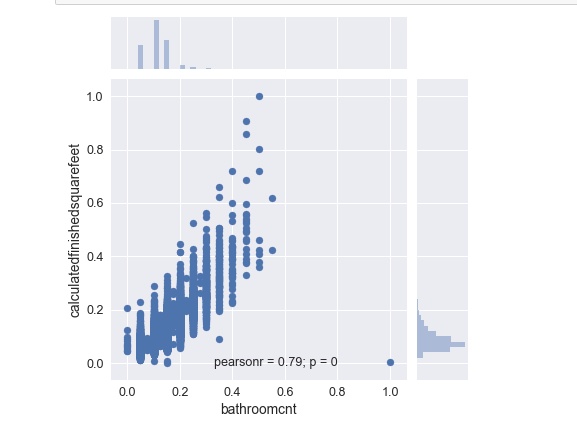 1.0
0.8
0.6
0.4
0.2
0.0
calculatedfinishedsquarefeet
pearsonr = 0.79; p = 0
0.0 0.2 0.4 0.6 0.8 1.0
bathroomcnt